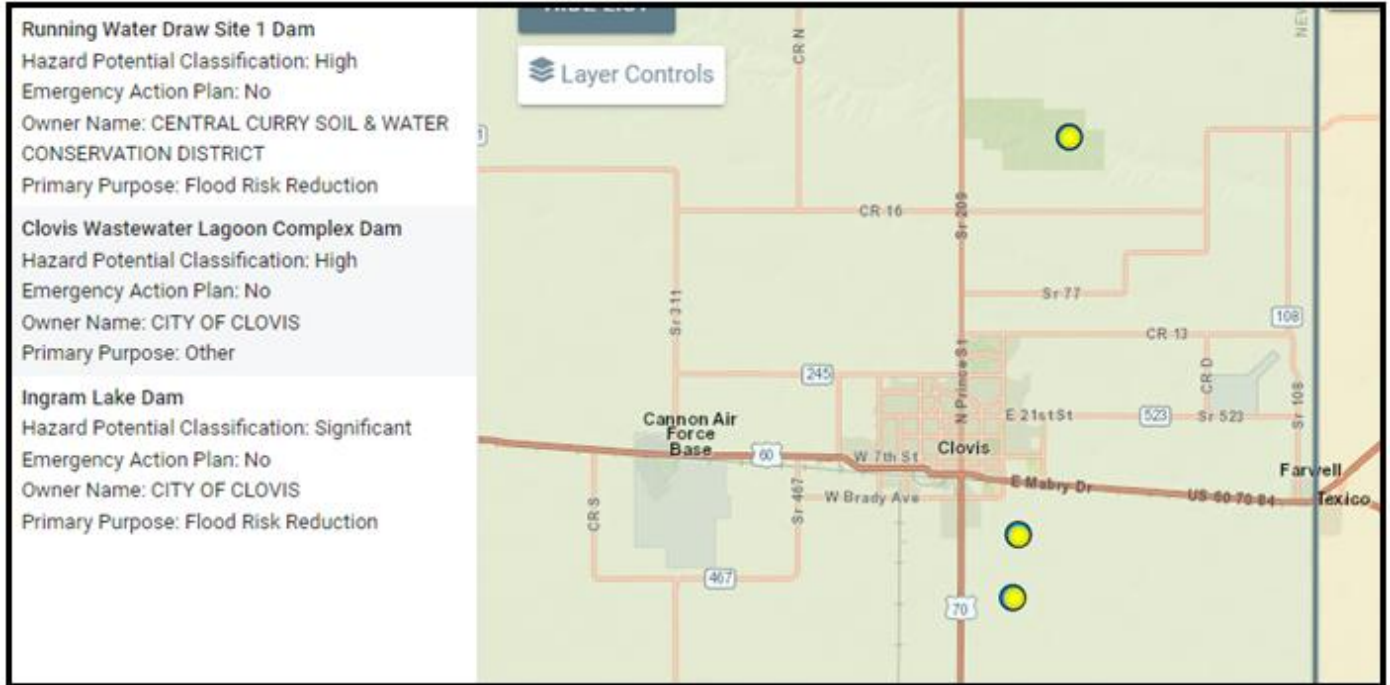 Running Water Draw Site 1 Dam
Hazard Potential Classification: High
Emergency Action Plan: No
Owner Name: CENTRAL CURRY SOIL & WATER
CONSERVATION DISTRICT
Primary Purpose: Flood Risk Reduction
Clovis Wastewater Lagoon Complex Dam
Hazard Potential Classification: High
Emergency Action Plan: No
Owner Name: CITY OF CLOVIS
Primary Purpose: Other
Ingram Lake Dam
Hazard Potential Classification: Significant
Emergency Action Plan: No
Owner Name: CITY OF CLOVIS
Primary Purpose: Flood Risk Reduction
Layer Controls
CR N
NEW
CR 16
Sr 209
Sr 77
Sr 311
108
CR 13
245
N Prince St
CR D
E 21st St
523
Sr 523
Sr 108
Cannon Air
Force
Base
60
W 7th St
Clovis
E Mabry Dr
Farwell
US 60 70 84
Texico
W Brady Ave
CR S
Sr 467
467
70